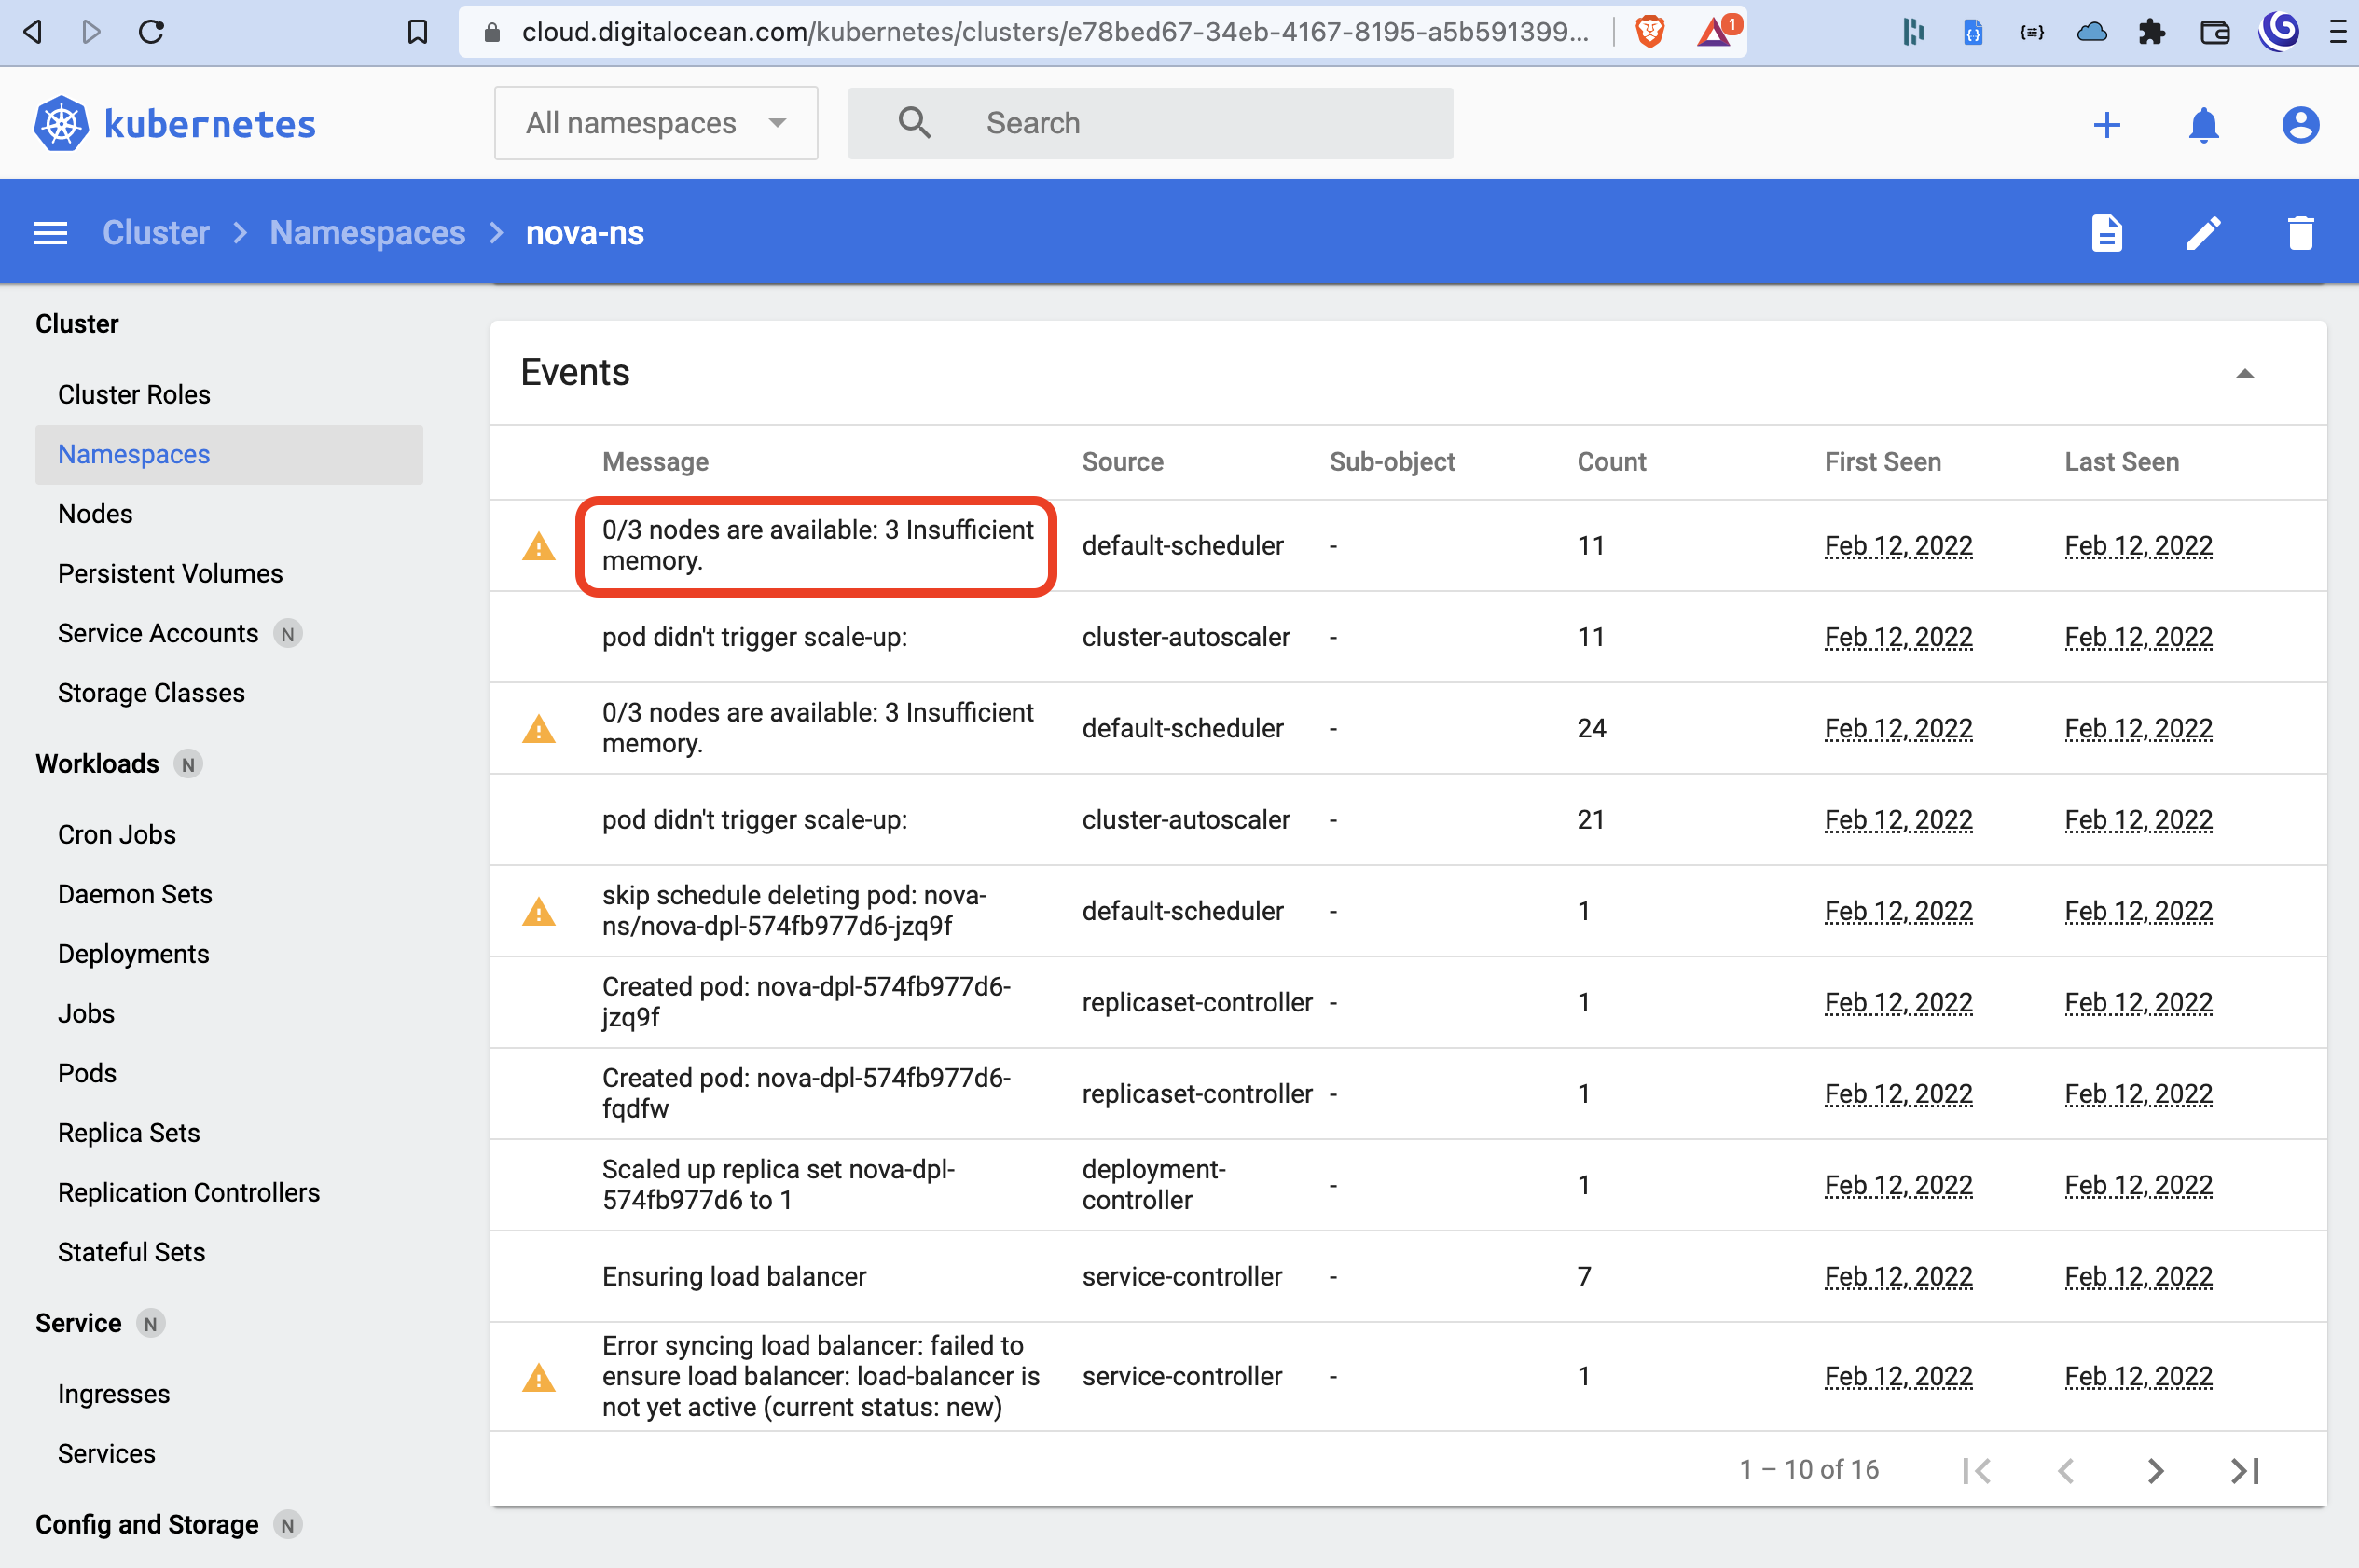 cloud.digitalocean.com/kubernetes/clusters/e78bed67-34eb-4167-8195-a5b591399...
1
kubernetes
All namespaces
Search
Cluster
Namespaces
nova-ns
Cluster
Cluster Roles
Namespaces
Nodes
Persistent Volumes
Service Accounts N
Storage Classes
Workloads N
Cron Jobs
Daemon Sets
Deployments
Jobs
Pods
Replica Sets
Replication Controllers
Stateful Sets
Service N
Ingresses
Services
Config and Storage N
Events
Message Source Sub-object Count First Seen Last Seen
0/3 nodes are available: 3 Insufficient
memory.
default-scheduler - 11 Feb 12, 2022 Feb 12, 2022
pod didn't trigger scale-up: cluster-autoscaler - 11 Feb 12, 2022 Feb 12, 2022
0/3 nodes are available: 3 Insufficient
memory.
default-scheduler - 24 Feb 12, 2022 Feb 12, 2022
pod didn't trigger scale-up: cluster-autoscaler - 21 Feb 12, 2022 Feb 12, 2022
skip schedule deleting pod: nova-
ns/nova-dpl-574fb977d6-jzq9f
default-scheduler - 1 Feb 12, 2022 Feb 12, 2022
Created pod: nova-dpl-574fb977d6-
jzq9f
replicaset-controller - 1 Feb 12, 2022 Feb 12, 2022
Created pod: nova-dpl-574fb977d6-
fqdfw
replicaset-controller - 1 Feb 12, 2022 Feb 12, 2022
Scaled up replica set nova-dpl-
574fb977d6 to 1
deployment-
controller
- 1 Feb 12, 2022 Feb 12, 2022
Ensuring load balancer service-controller - 7 Feb 12, 2022 Feb 12, 2022
Error syncing load balancer: failed to
ensure load balancer: load-balancer is
not yet active (current status: new)
service-controller - 1 Feb 12, 2022 Feb 12, 2022
1 – 10 of 16